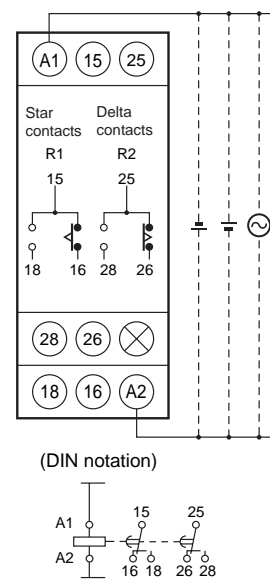 A1 15 25
Star contacts Delta contacts
R1 R2
15 25
18 16 28 26
28 26
18 16 A2
(DIN notation)
A1 15 25
A2 16 18 26 28